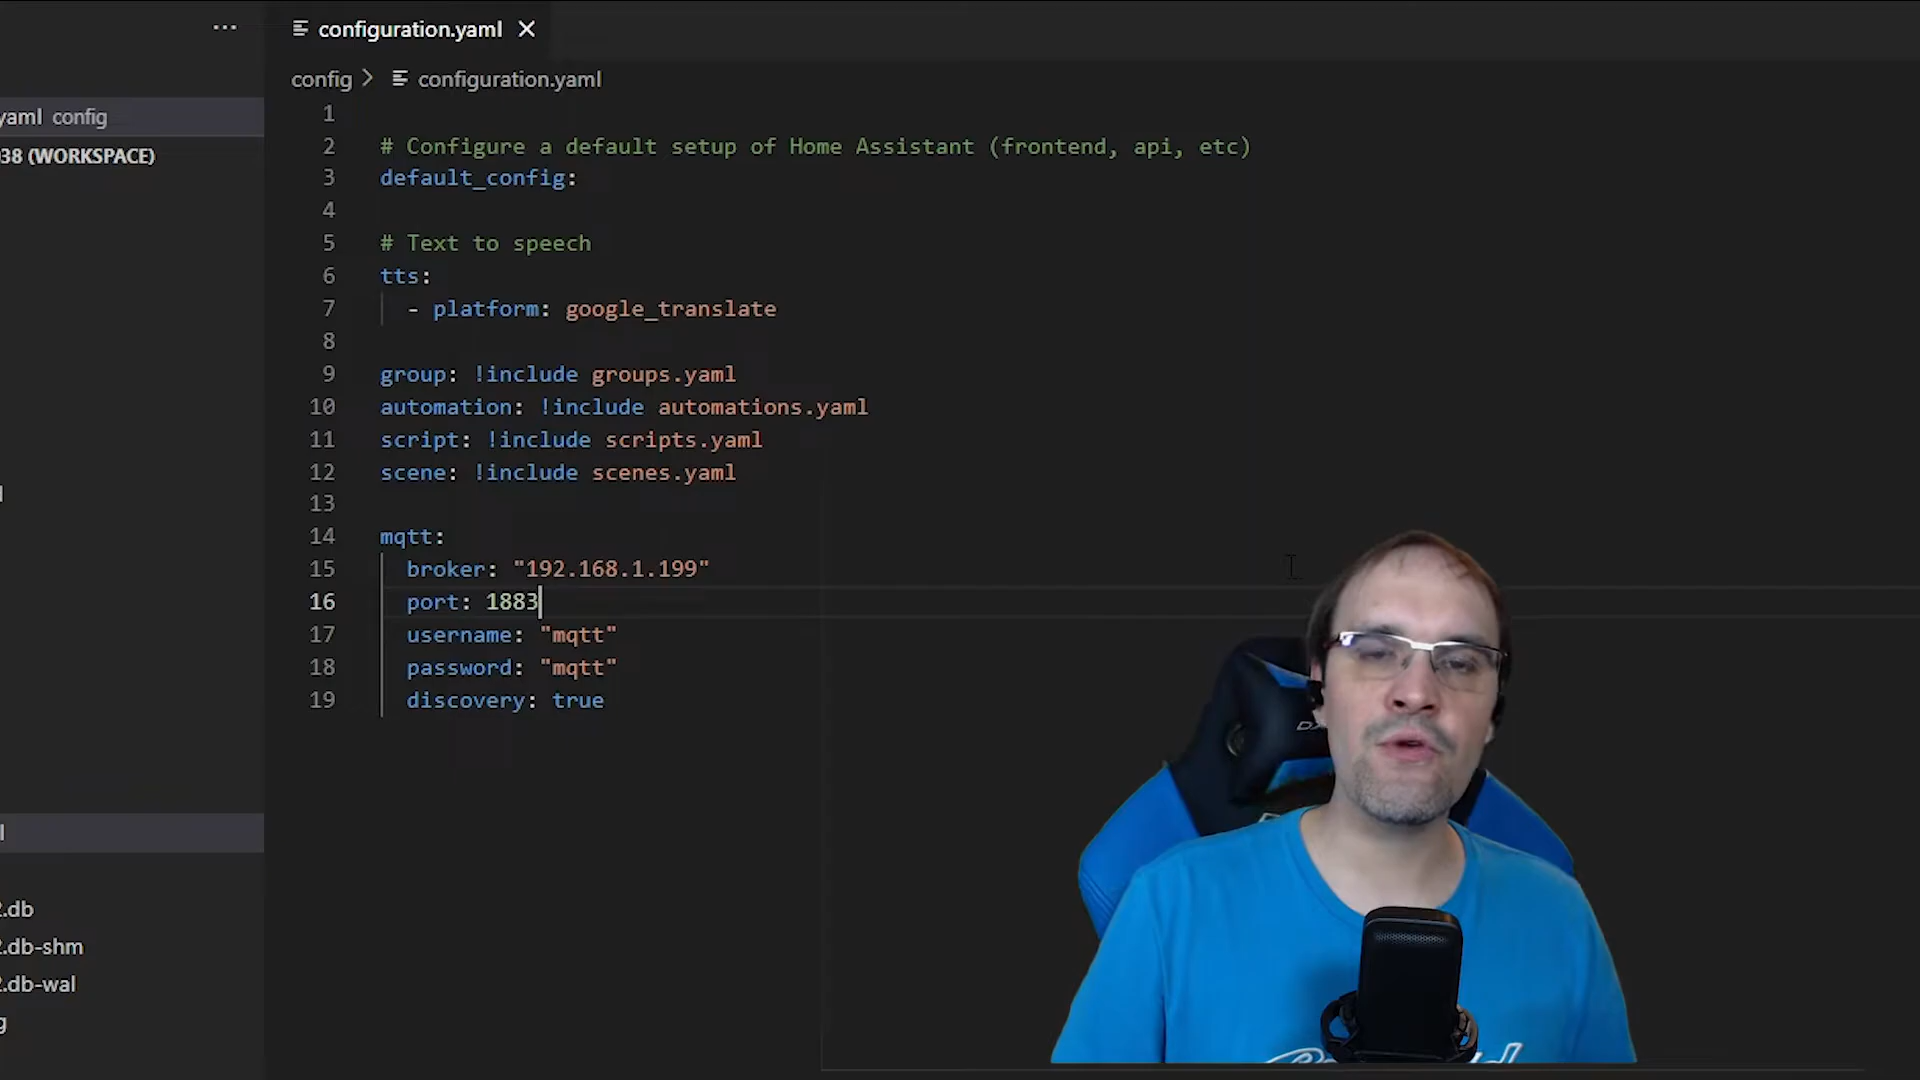 configuration.yaml
config > configuration.yaml
yaml config
38 (WORKSPACE)
1
2 # Configure a default setup of Home Assistant (frontend, api, etc)
3 default_config:
4
5 # Text to speech
6 tts:
7 - platform: google_translate
8
9 group: !include groups.yaml
10 automation: !include automations.yaml
11 script: !include scripts.yaml
12 scene: !include scenes.yaml
13
14 mqtt:
15 broker: "192.168.1.199"
16 port: 1883
17 username: "mqtt"
18 password: "mqtt"
19 discovery: true
.db
.db-shm
.db-wal